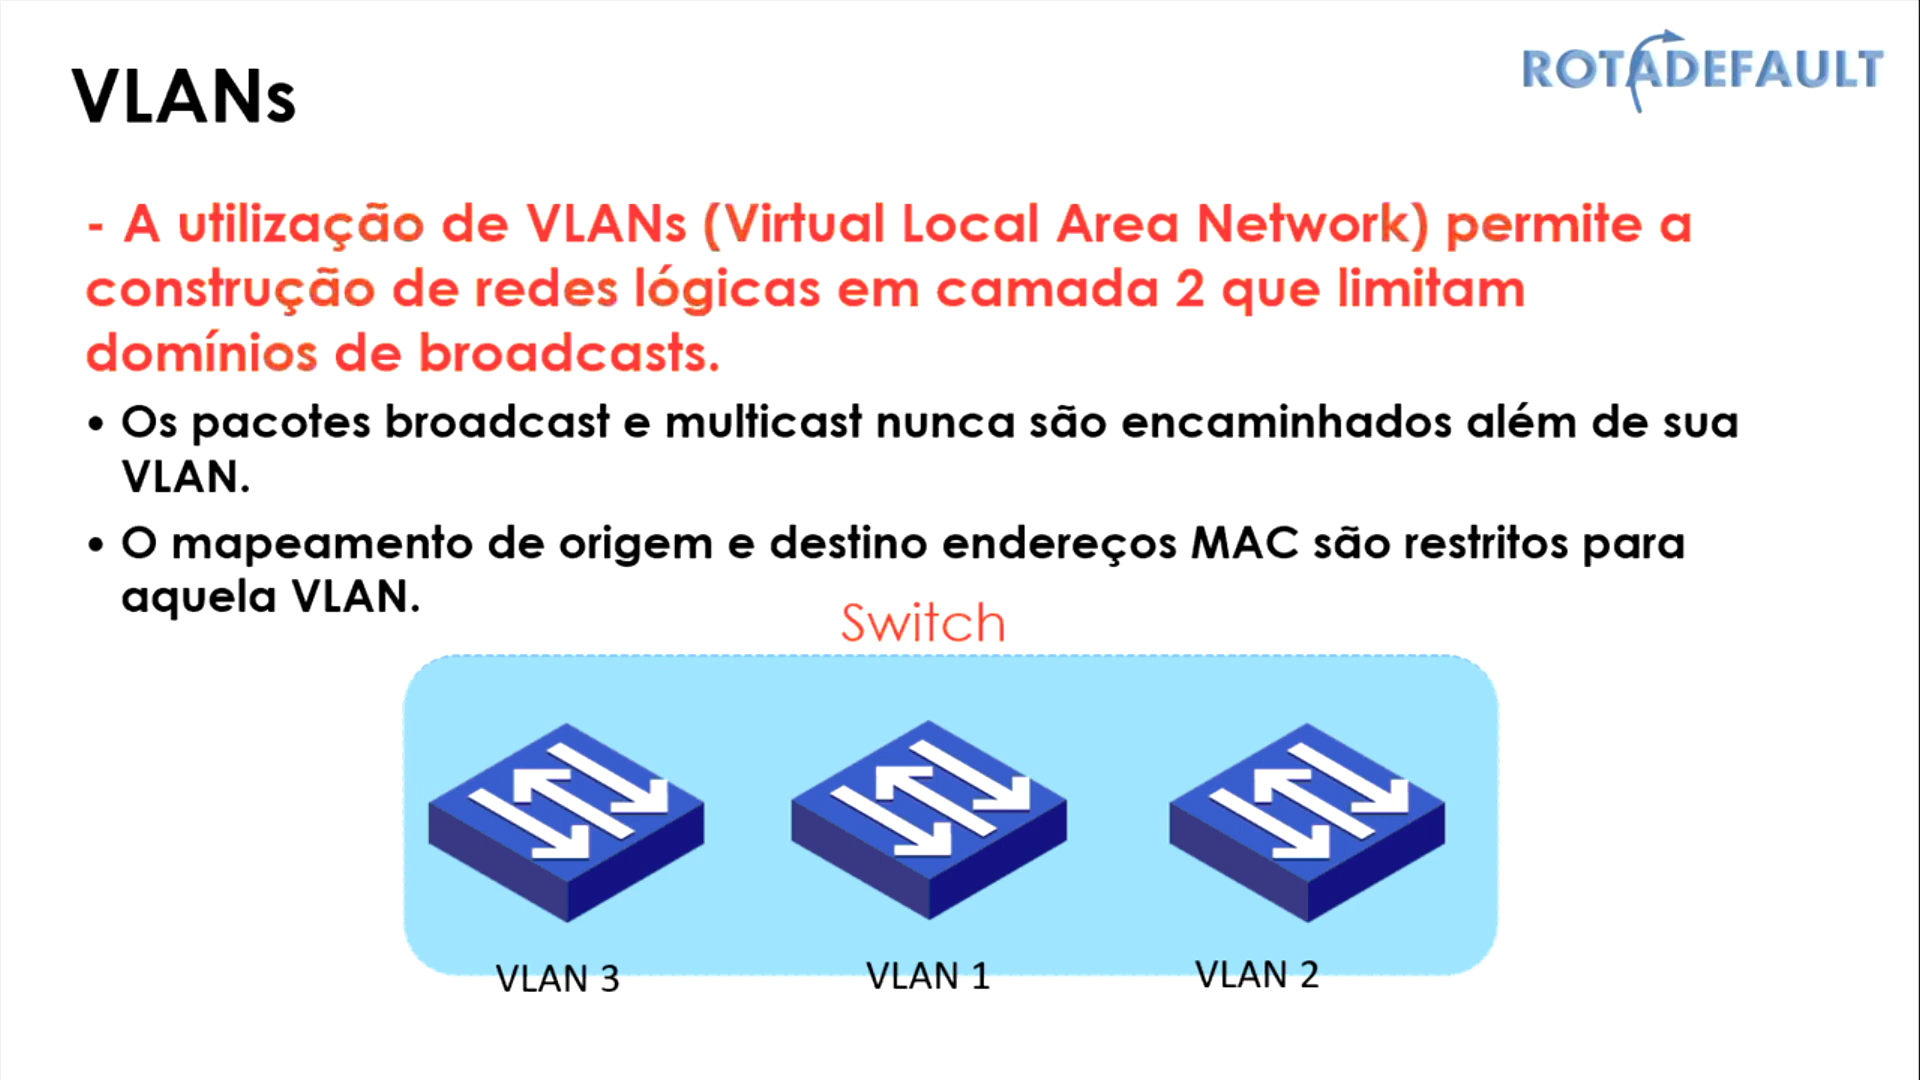 VLANs
ROTADEFAULT
- A utilização de VLANs (Virtual Local Area Network) permite a
construção de redes lógicas em camada 2 que limitam
domínios de broadcasts.
• Os pacotes broadcast e multicast nunca são encaminhados além de sua
VLAN.
• O mapeamento de origem e destino endereços MAC são restritos para
aquela VLAN.
Switch
VLAN 3
VLAN 1
VLAN 2